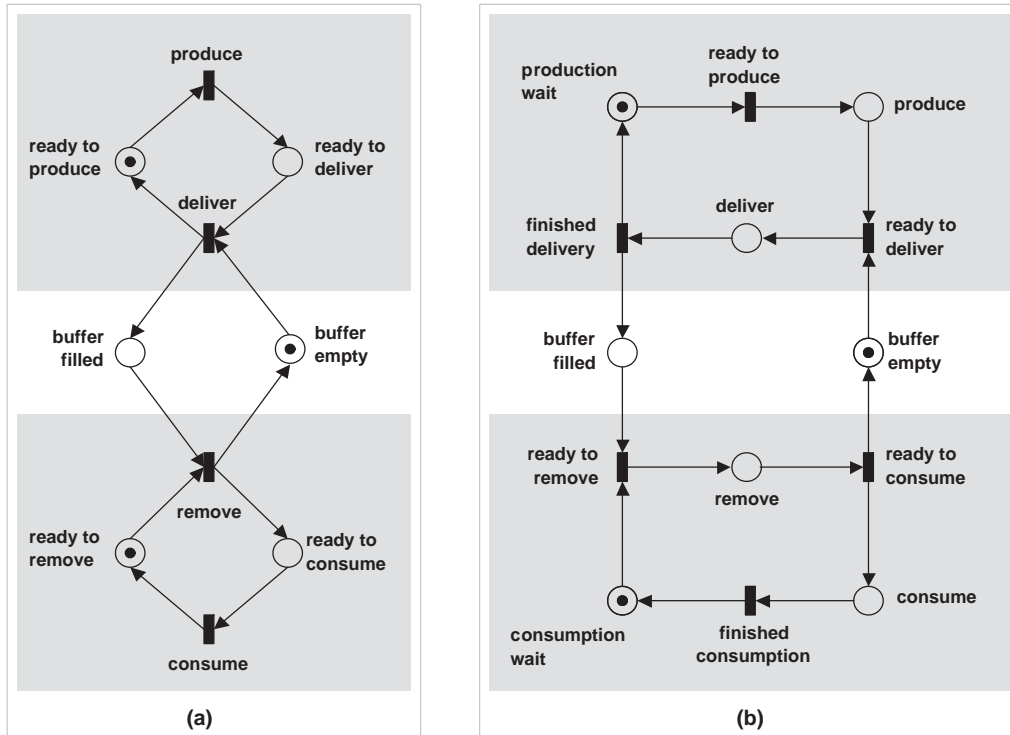 produce
ready to
produce
ready to
deliver
deliver
buffer
filled
buffer
empty
remove
ready to
remove
ready to
consume
consume
(a)
production
wait
ready to
produce
produce
finished
delivery
deliver
ready to
deliver
buffer
filled
buffer
empty
ready to
remove
remove
ready to
consume
consumption
wait
finished
consumption
consume
(b)